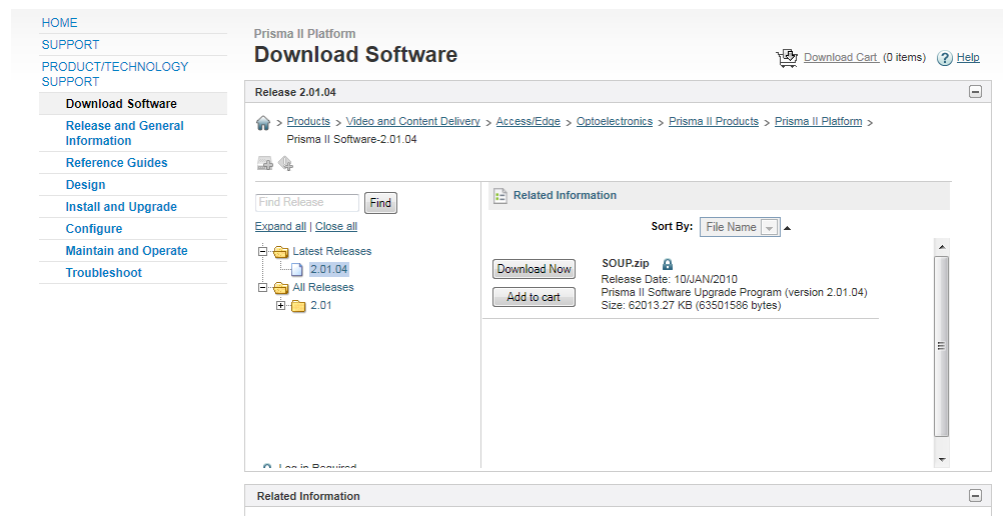 HOME
SUPPORT
PRODUCT/TECHNOLOGY
SUPPORT
Download Software
Release and General
Information
Reference Guides
Design
Install and Upgrade
Configure
Maintain and Operate
Troubleshoot
Prisma II Platform
Download Software
Download Cart (0 items) ? Help
Release 2.01.04
> Products > Video and Content Delivery > Access/Edge > Optoelectronics > Prisma II Products > Prisma II Platform >
Prisma II Software-2.01.04
Find Release Find
Expand all | Close all
Latest Releases
2.01.04
All Releases
2.01
Related Information
Sort By: File Name
Download Now
Add to cart
SOUP.zip
Release Date: 10/JAN/2010
Prisma II Software Upgrade Program (version 2.01.04)
Size: 62013.27 KB (63501586 bytes)
Log in Required
Related Information